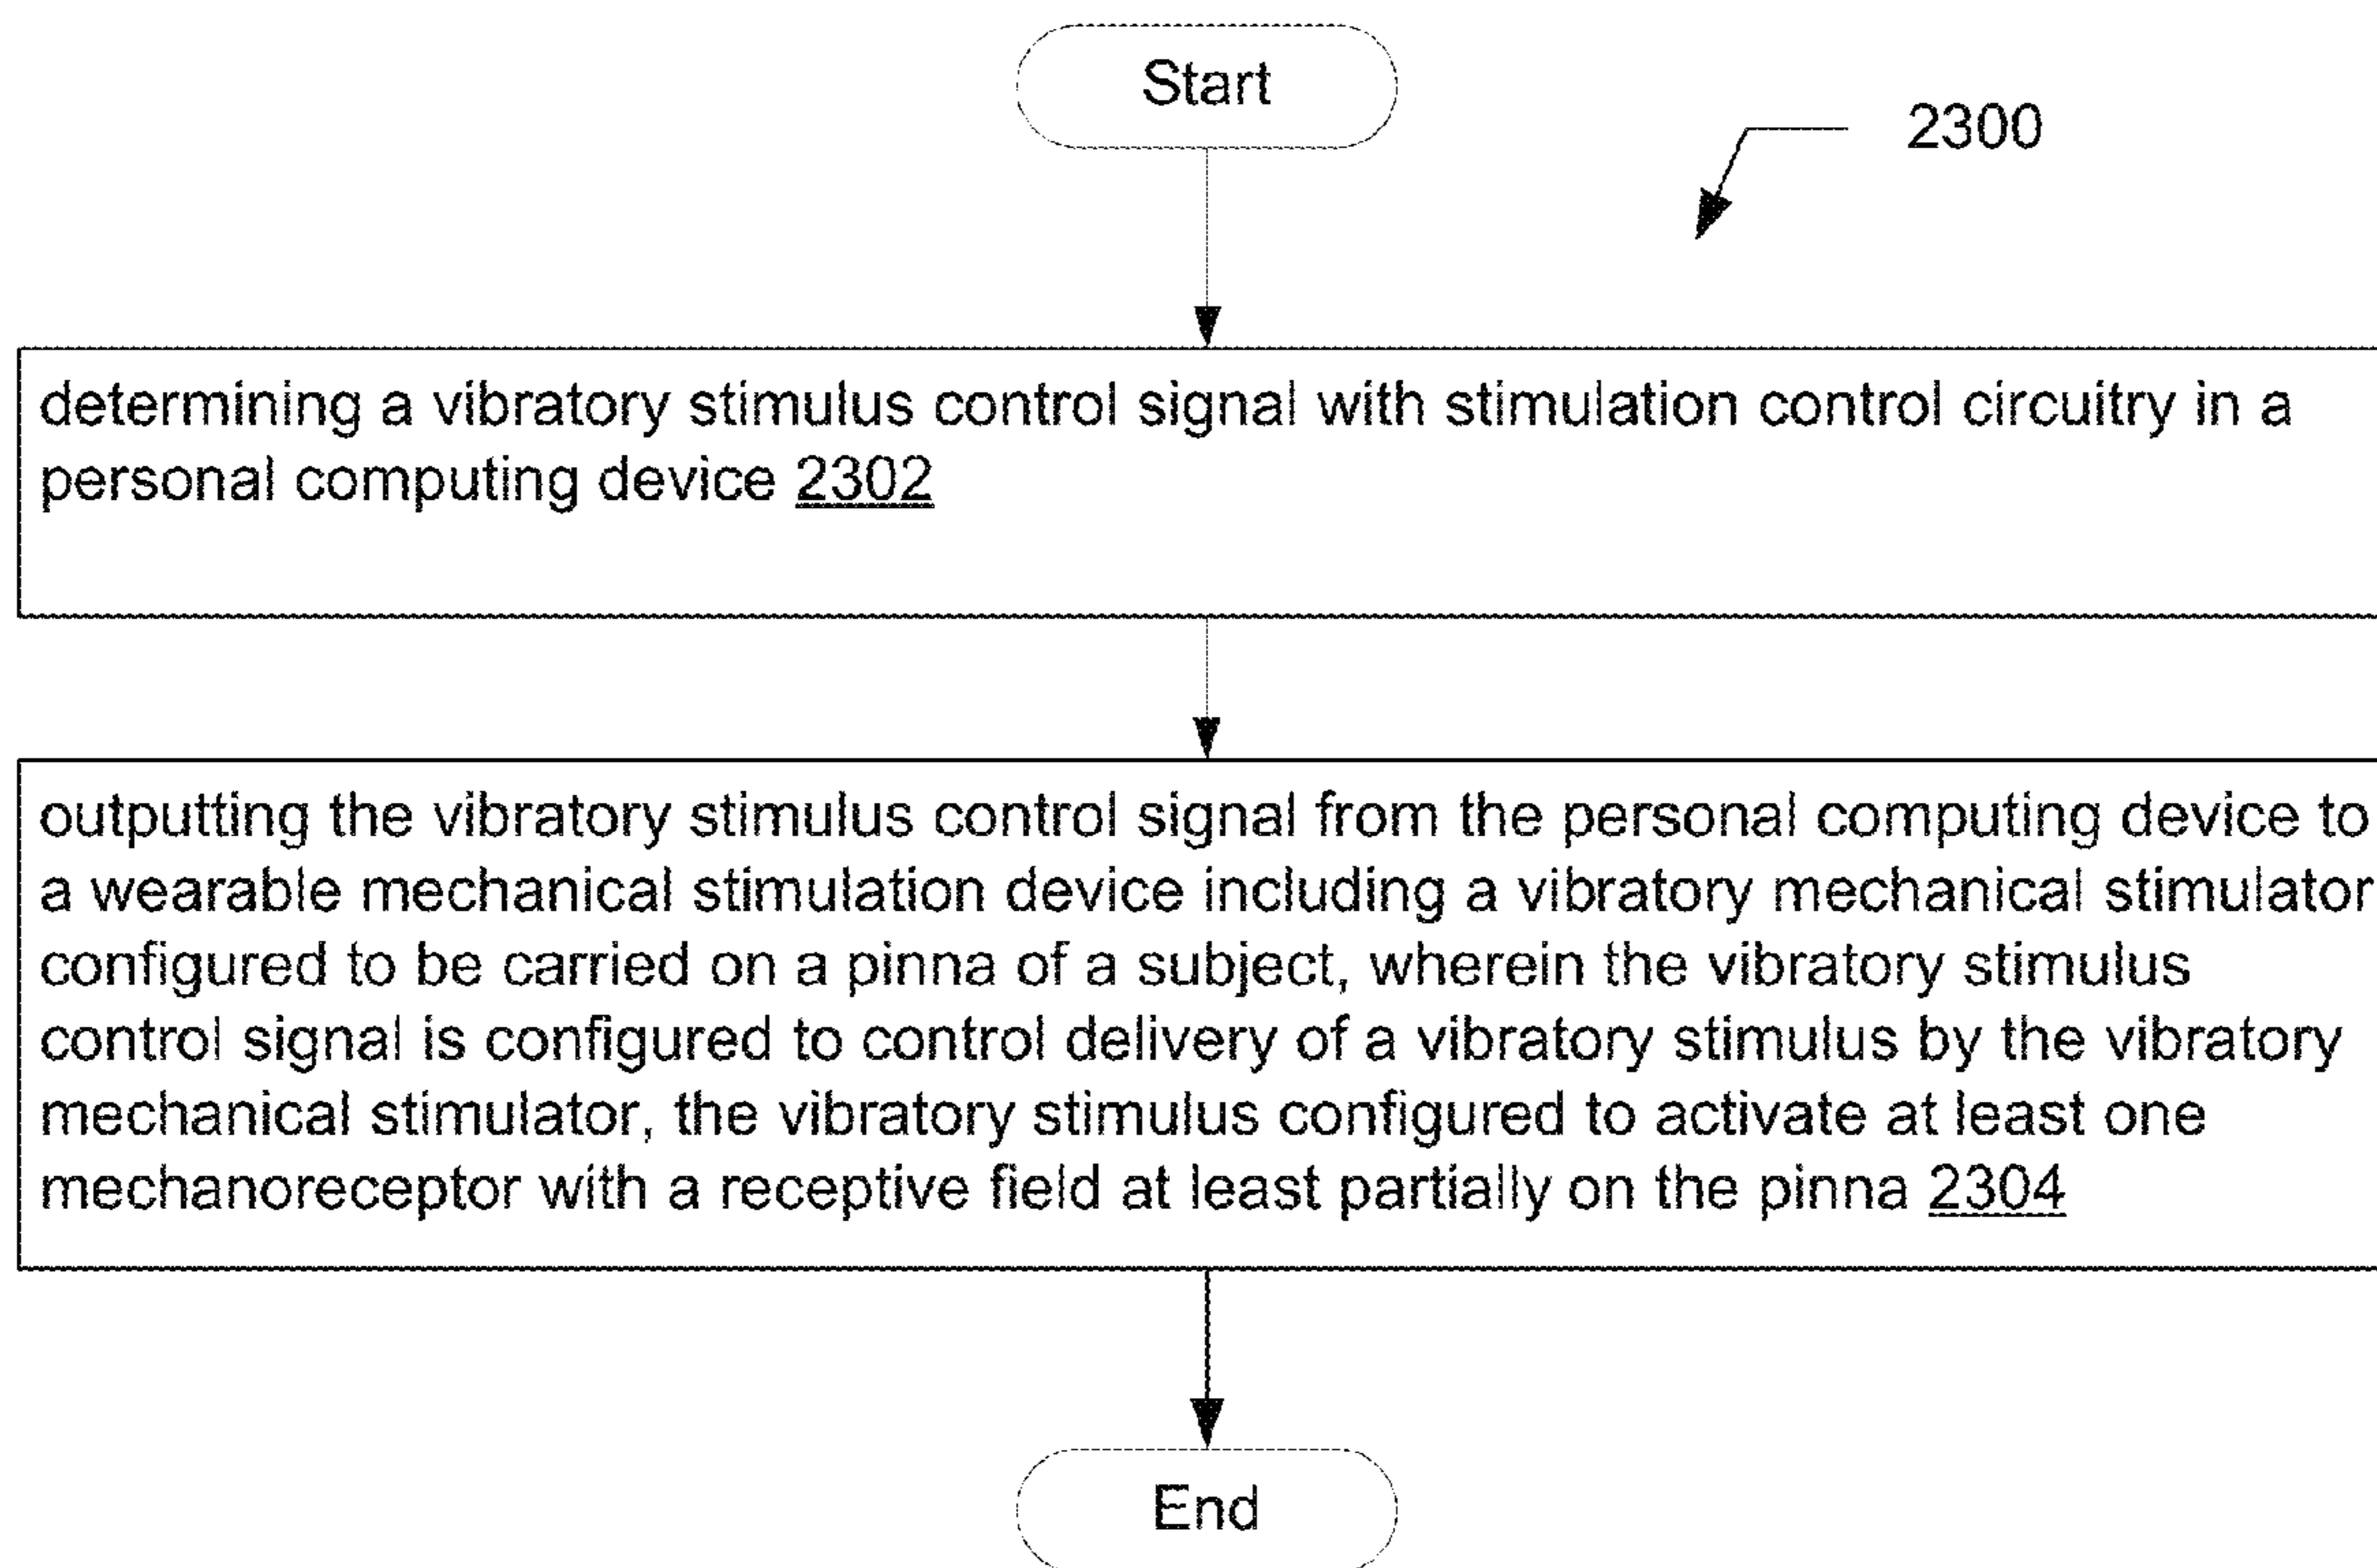 Start
2300
determining a vibratory stimulus control signal with stimulation control circuitry in a
personal computing device 2302
outputting the vibratory stimulus control signal from the personal computing device to
a wearable mechanical stimulation device including a vibratory mechanical stimulator
configured to be carried on a pinna of a subject, wherein the vibratory stimulus
control signal is configured to control delivery of a vibratory stimulus by the vibratory
mechanical stimulator, the vibratory stimulus configured to activate at least one
mechanoreceptor with a receptive field at least partially on the pinna 2304
End